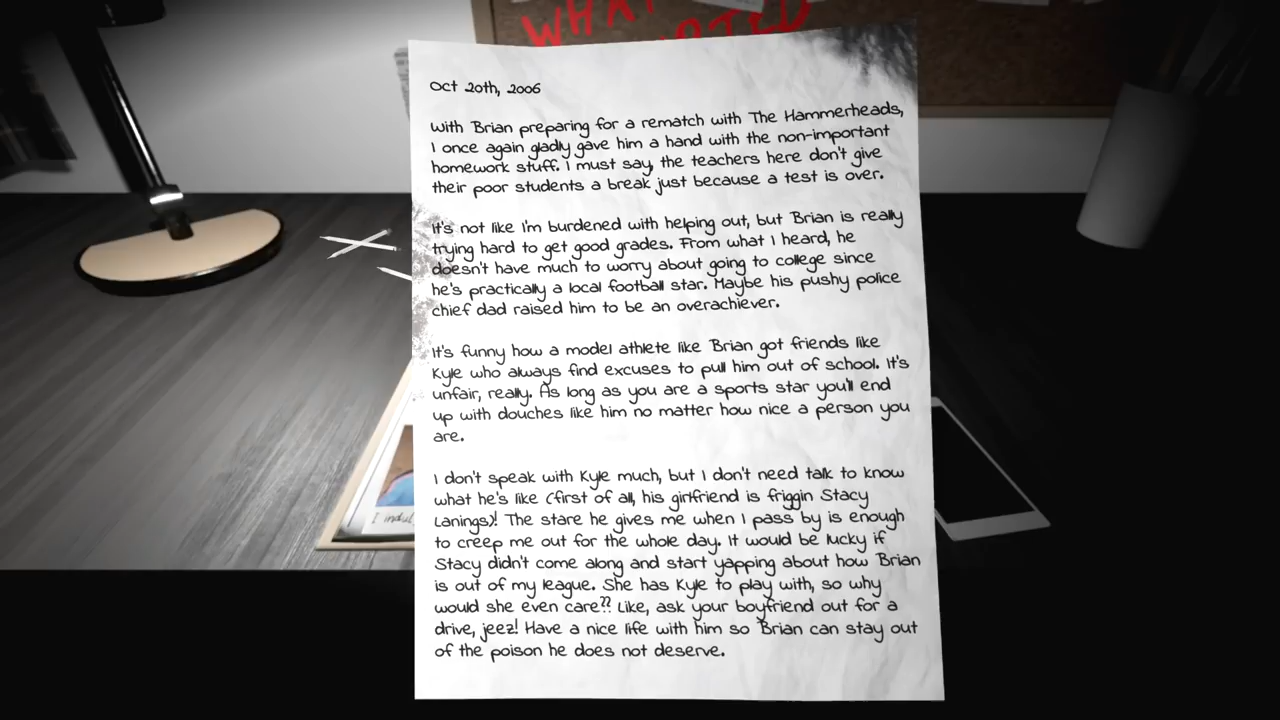 WHAT
Oct 20th, 2006
With Brian preparing for a rematch with The Hammerheads,
I once again gladly gave him a hand with the non-important
homework stuff. I must say, the teachers here don't give
their poor students a break just because a test is over.
It's not like I'm burdened with helping out, but Brian is really
trying hard to get good grades. From what I heard, he
doesn't have much to worry about going to college since
he's practically a local football star. Maybe his pushy police
chief dad raised him to be an overachiever.
It's funny how a model athlete like Brian got friends like
Kyle who always find excuses to pull him out of school. It's
unfair, really. As long as you are a sports star you'll end
up with douches like him no matter how nice a person you
are.
I don't speak with Kyle much, but I don't need talk to know
what he's like (first of all, his girlfriend is friggin Stacy
Lanings)! The stare he gives me when I pass by is enough
to creep me out for the whole day. It would be lucky if
Stacy didn't come along and start yapping about how Brian
is out of my league. She has Kyle to play with, so why
would she even care?? Like, ask your boyfriend out for a
drive, jeez! Have a nice life with him so Brian can stay out
of the poison he does not deserve.